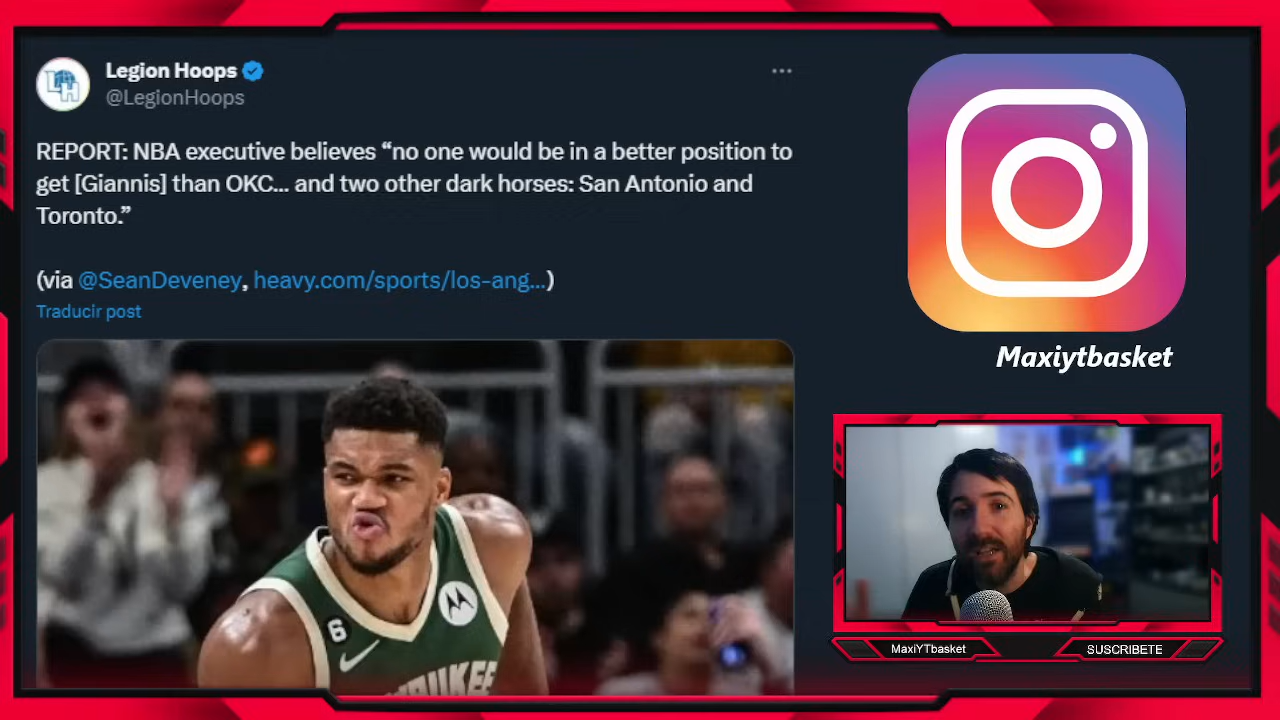 Legion Hoops
@LegionHoops
REPORT: NBA executive believes “no one would be in a better position to
get [Giannis] than OKC... and two other dark horses: San Antonio and
Toronto.”
(via @SeanDeveney, heavy.com/sports/los-ang...)
Traducir post
Maxiytbasket
6
MaxiYTbasket
SUSCRIBETE